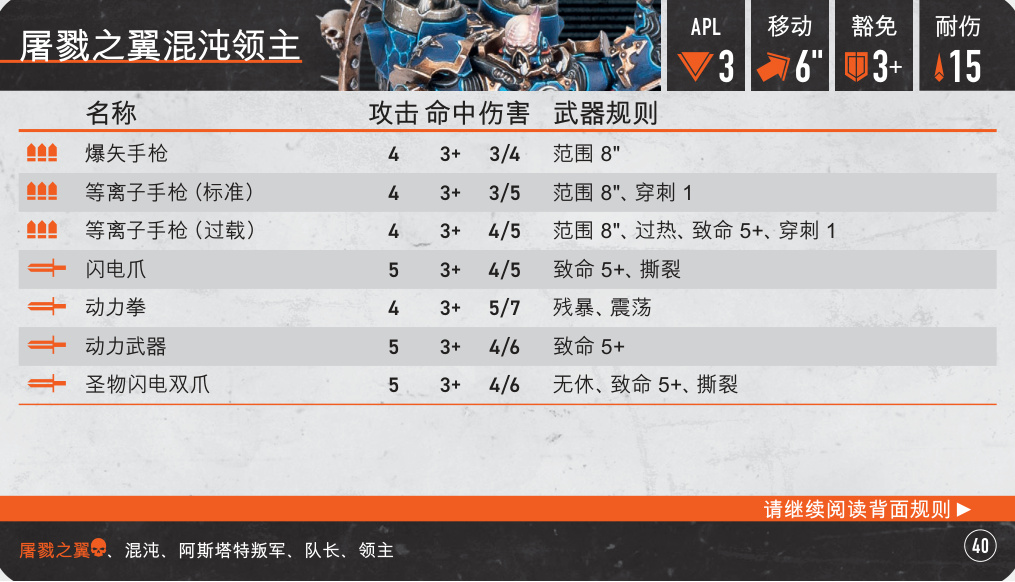 屠戮之翼混沌领主
APL 移动 豁免 耐伤
3 6" 3+ 15
名称 攻击 命中 伤害 武器规则
爆矢手枪 4 3+ 3/4 范围 8"
等离子手枪（标准） 4 3+ 3/5 范围 8"、穿刺 1
等离子手枪（过载） 4 3+ 4/5 范围 8"、过热、致命 5+、穿刺 1
闪电爪 5 3+ 4/5 致命 5+、撕裂
动力拳 4 3+ 5/7 残暴、震荡
动力武器 5 3+ 4/6 致命 5+
圣物闪电双爪 5 3+ 4/6 无休、致命 5+、撕裂
请继续阅读背面规则▶
屠戮之翼、混沌、阿斯塔特叛军、队长、领主
40